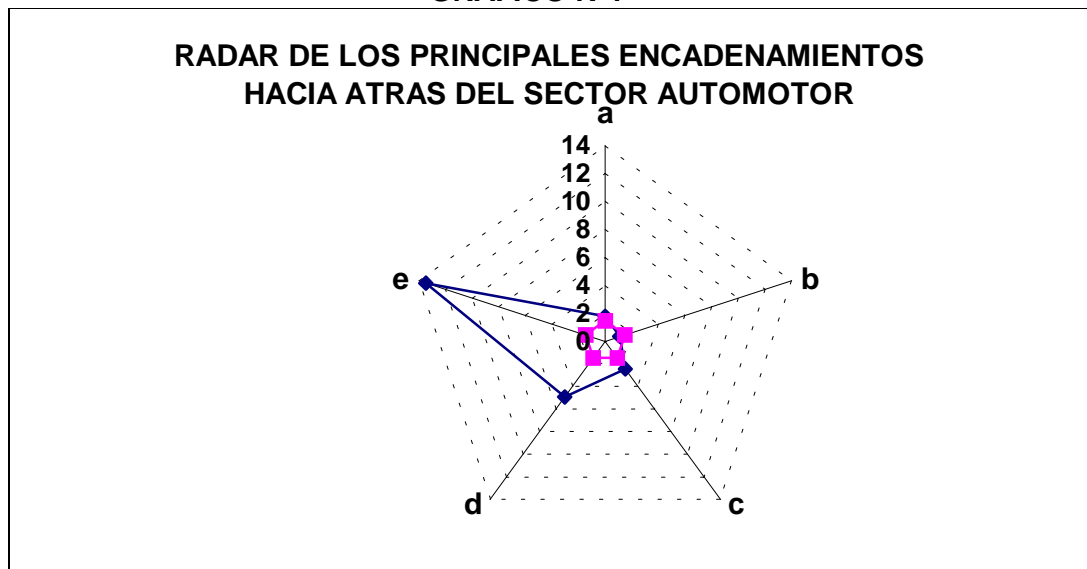 RADAR DE LOS PRINCIPALES ENCADENAMIENTOS
HACIA ATRAS DEL SECTOR AUTOMOTOR
a
14
12
10
8
6
4
2
0
b
e
d
c